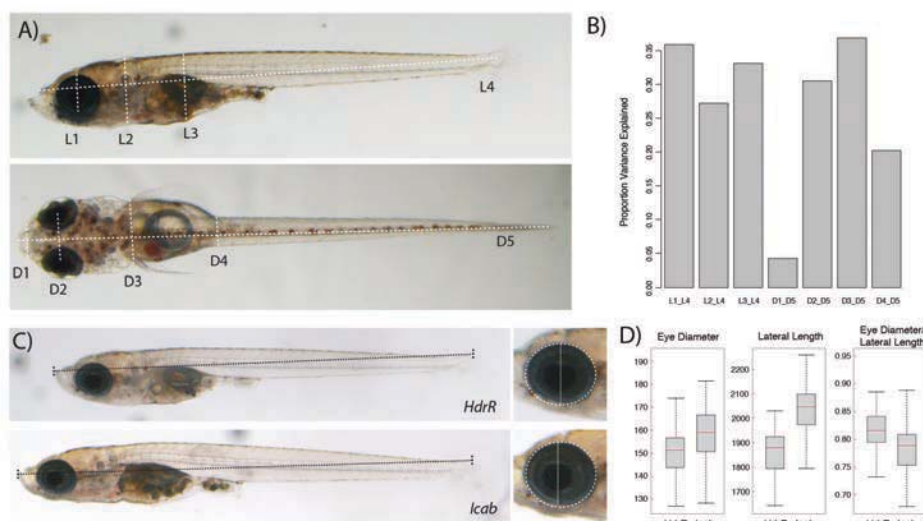 A)
L1
L2
L3
L4
D1
D2
D3
D4
D5
B)
Proportion Variance Explained
0.35
0.30
0.25
0.20
0.15
0.10
0.05
0.00
L1_L4
L2_L4
L3_L4
D1_D5
D2_D5
D3_D5
D4_D5
C)
HdrR
Icab
D)
Eye Diameter
190
180
170
160
150
140
130
Lateral Length
2200
2100
2000
1900
1800
1700
Eye Diameter/
Lateral Length
0.95
0.90
0.85
0.80
0.75
0.70